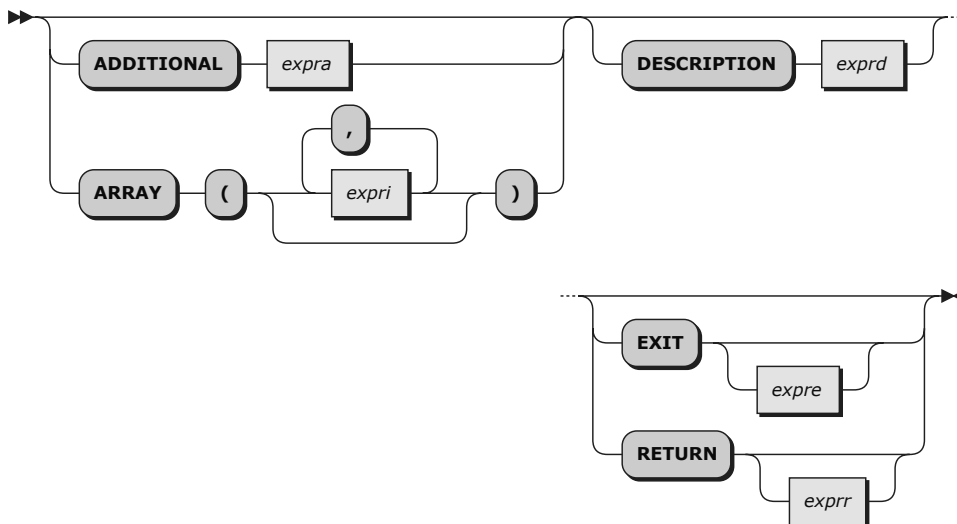 ADDITIONAL expra DESCRIPTION exprd
,
ARRAY ( expri )
EXIT
expre
RETURN
exprr